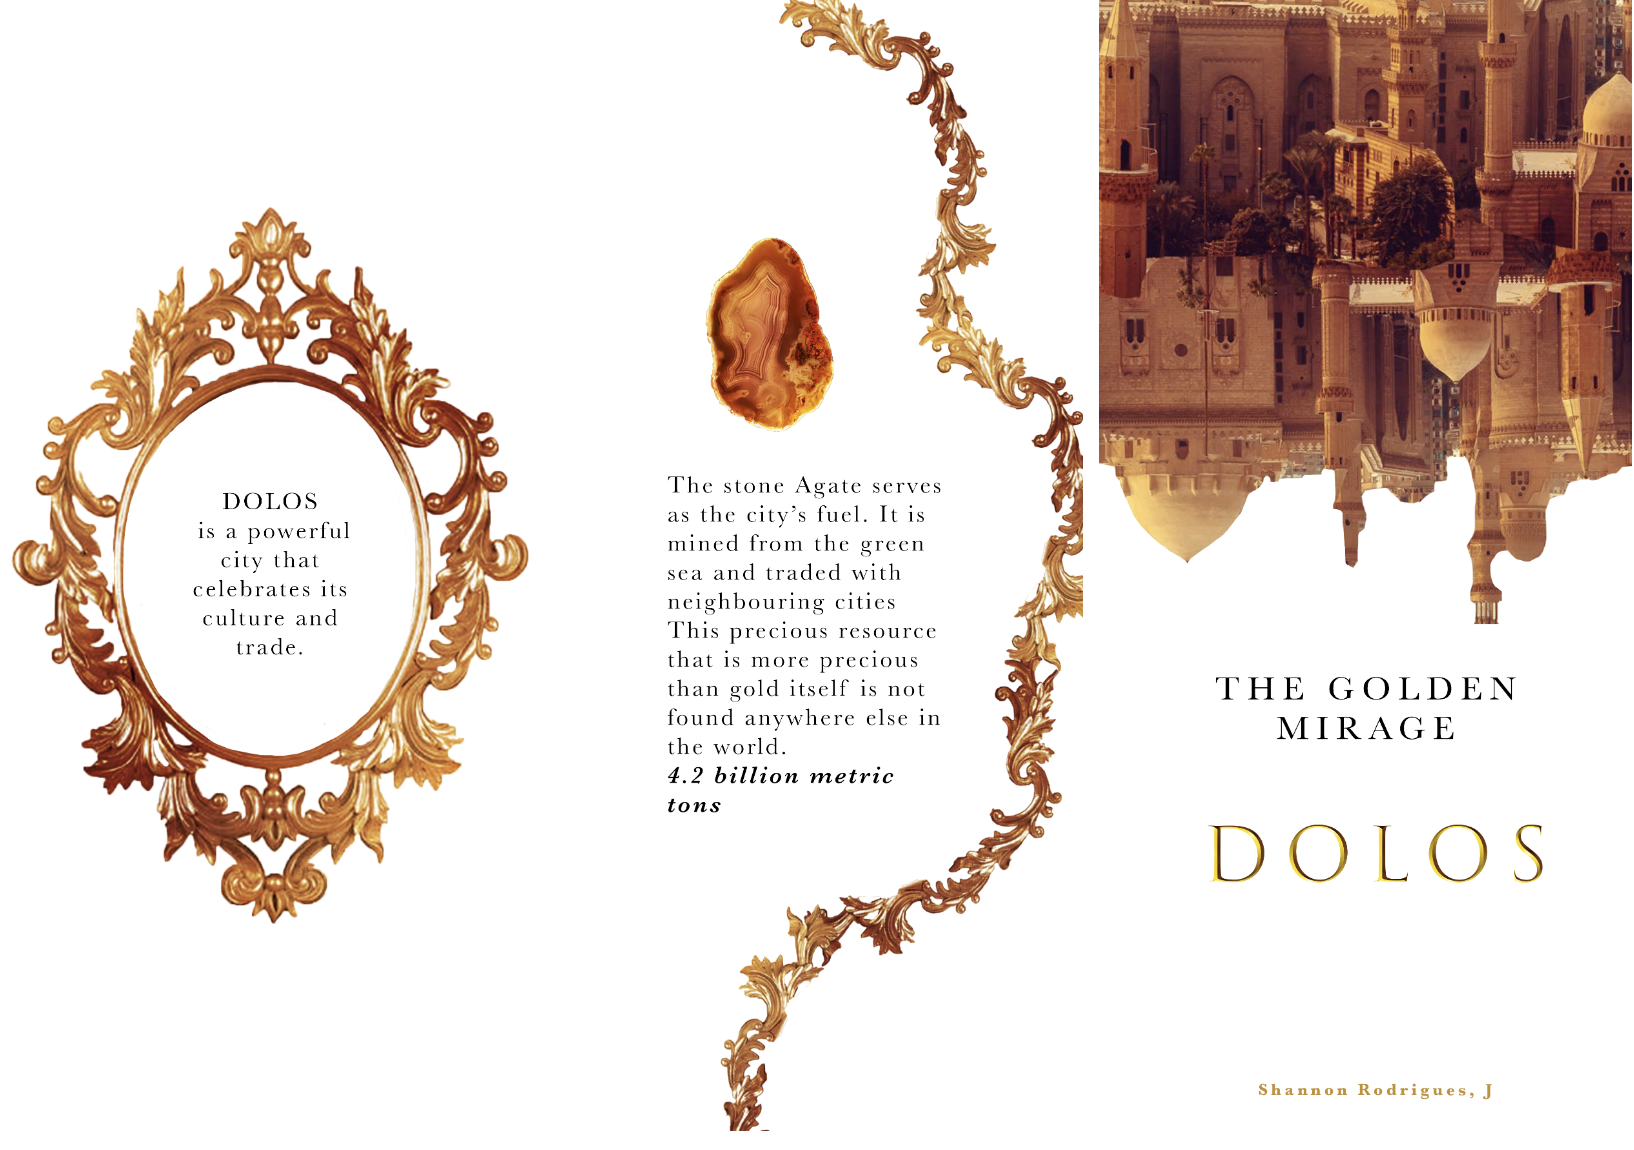 DOLOS
is a powerful
city that
celebrates its
culture and
trade.
The stone Agate serves
as the city’s fuel. It is
mined from the green
sea and traded with
neighbouring cities
This precious resource
that is more precious
than gold itself is not
found anywhere else in
the world.
4.2 billion metric
tons
THE GOLDEN
MIRAGE
DOLOS
Shannon Rodrigues, J